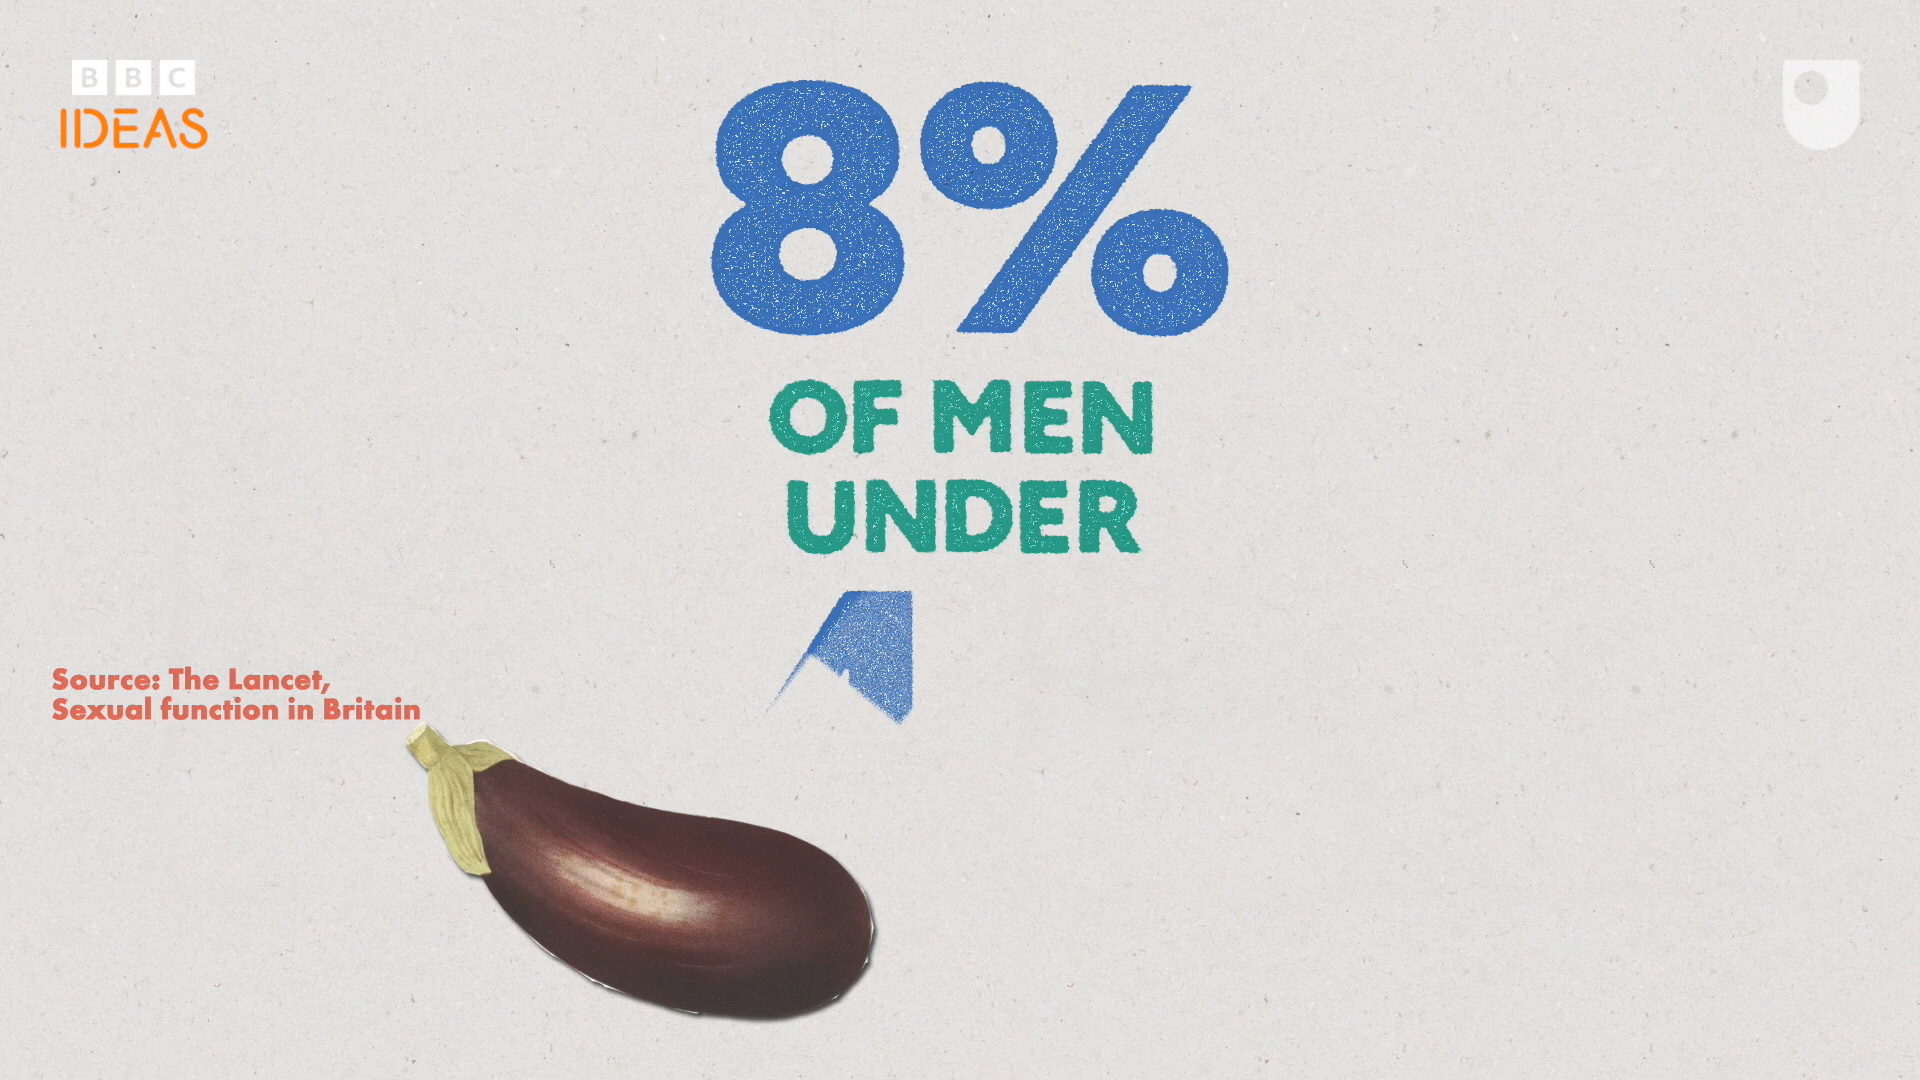 BBC
IDEAS
8%
OF MEN
UNDER
Source: The Lancet,
Sexual function in Britain